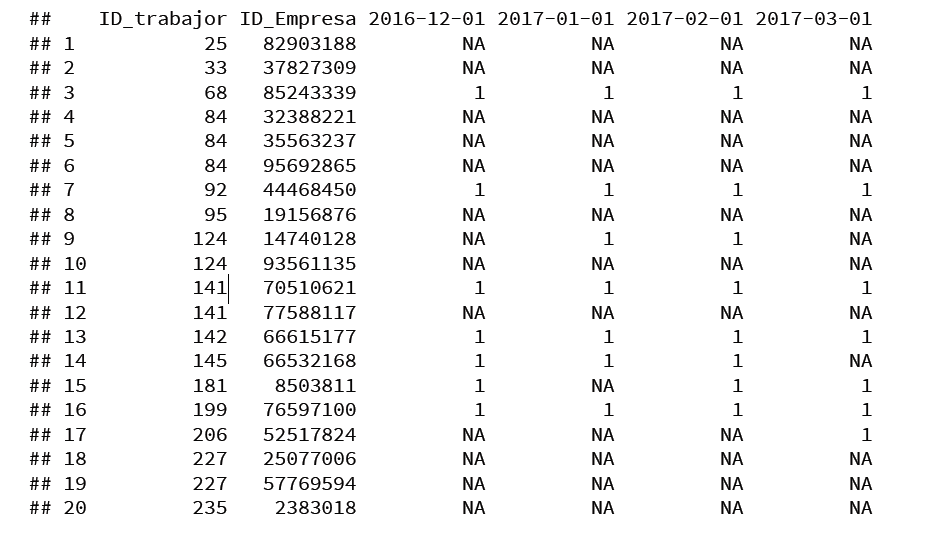 ## ID_trabajor ID_Empresa 2016-12-01 2017-01-01 2017-02-01 2017-03-01
## 1 25 82903188 NA NA NA NA
## 2 33 37827309 NA NA NA NA
## 3 68 85243339 1 1 1 1
## 4 84 32388221 NA NA NA NA
## 5 84 35563237 NA NA NA NA
## 6 84 95692865 NA NA NA NA
## 7 92 44468450 1 1 1 1
## 8 95 19156876 NA NA NA NA
## 9 124 14740128 NA 1 1 NA
## 10 124 93561135 NA NA NA NA
## 11 141 70510621 1 1 1 1
## 12 141 77588117 NA NA NA NA
## 13 142 66615177 1 1 1 1
## 14 145 66532168 1 1 1 NA
## 15 181 8503811 1 NA 1 1
## 16 199 76597100 1 1 1 1
## 17 206 52517824 NA NA NA 1
## 18 227 25077006 NA NA NA NA
## 19 227 57769594 NA NA NA NA
## 20 235 2383018 NA NA NA NA